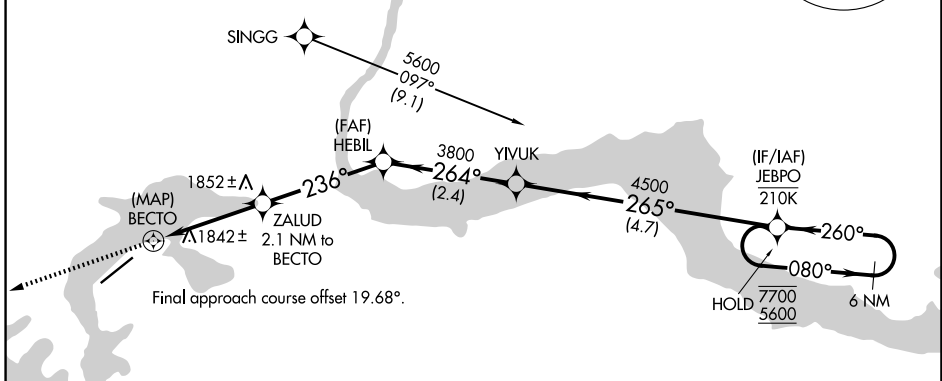 SINGG
5600
097°
(9.1)
(FAF)
HEBIL
3800
264°
(2.4)
YIVUK
4500
265°
(4.7)
(IF/IAF)
JEBPO
210K
260°
080°
6 NM
HOLD
7700
5600
1852±
236°
(MAP)
BECTO
1842±
ZALUD
2.1 NM to
BECTO
Final approach course offset 19.68°.